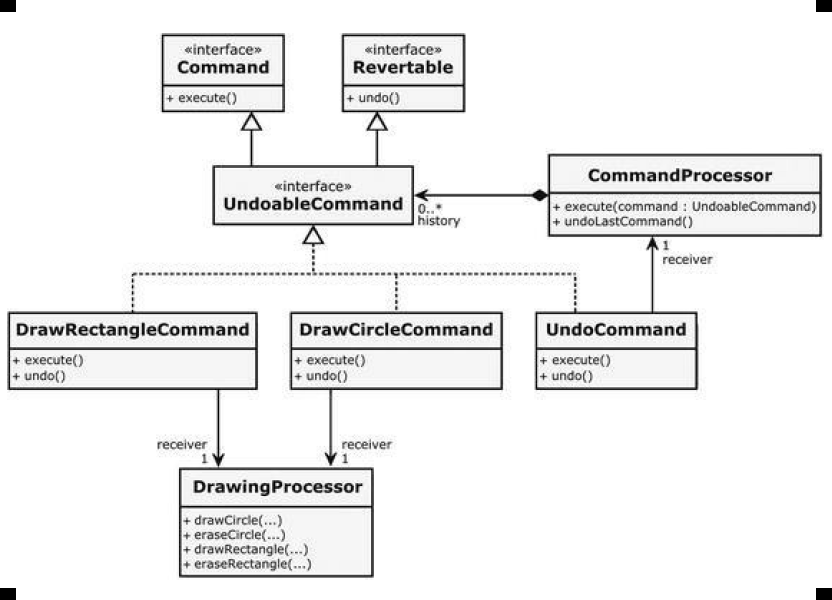 «interface»
Command
+ execute()
«interface»
Revertable
+ undo()
«interface»
UndoableCommand
0..*
history
CommandProcessor
+ execute(command : UndoableCommand)
+ undoLastCommand()
1
receiver
DrawRectangleCommand
+ execute()
+ undo()
DrawCircleCommand
+ execute()
+ undo()
UndoCommand
+ execute()
+ undo()
receiver
1
receiver
1
DrawingProcessor
+ drawCircle(...)
+ eraseCircle(...)
+ drawRectangle(...)
+ eraseRectangle(...)